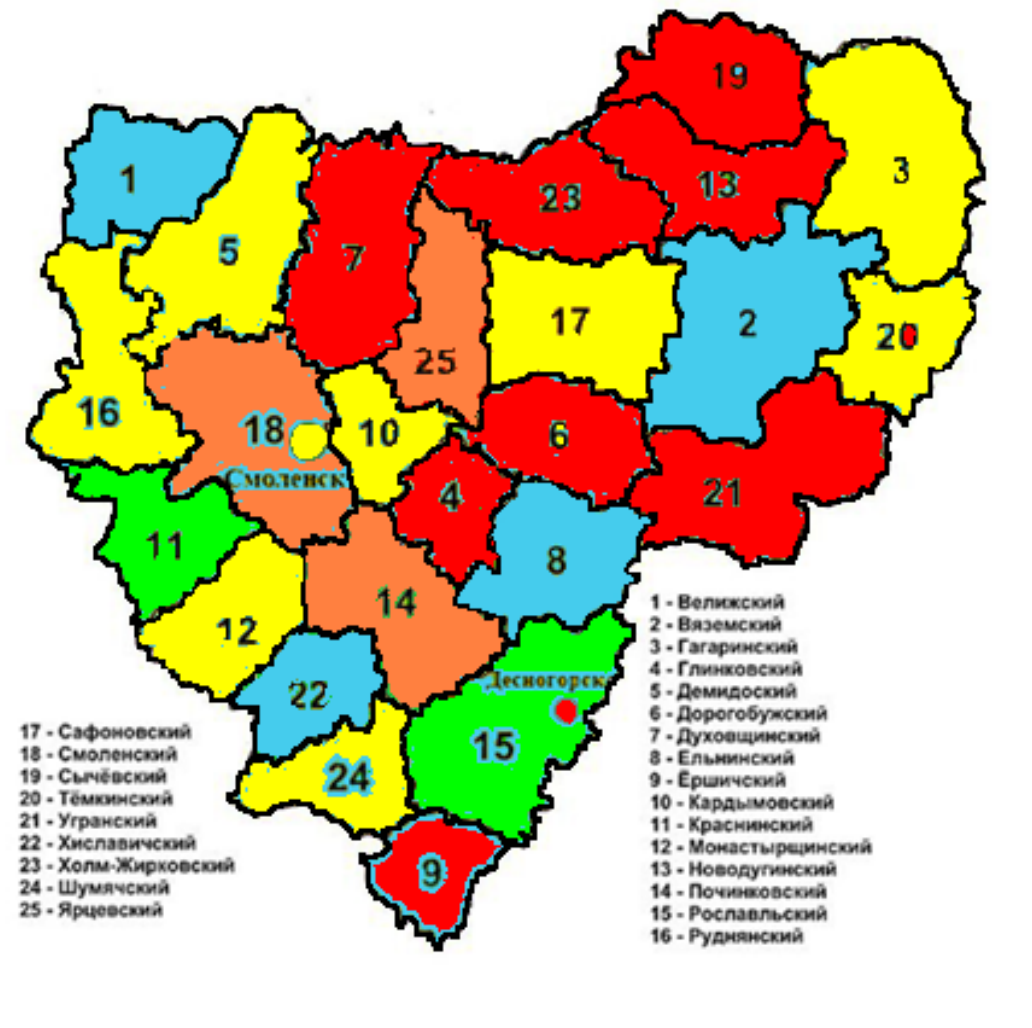 19
3
1
23
13
5
7
17
2
20
25
16
18
10
6
Смоленск
4
21
11
8
14
12
Десногорск
22
15
24
9
1 - Велижский
2 - Вяземский
3 - Гагаринский
4 - Глинковский
5 - Демидоский
6 - Дорогобужский
7 - Духовщинский
8 - Ельнинский
9 - Ёршичский
10 - Кардымовский
11 - Краснинский
12 - Монастырщинский
13 - Новодугинский
14 - Починковский
15 - Рославльский
16 - Руднянский
17 - Сафоновский
18 - Смоленский
19 - Сычёвский
20 - Тёмкинский
21 - Угранский
22 - Хиславичский
23 - Холм-Жирковский
24 - Шумячский
25 - Ярцевский